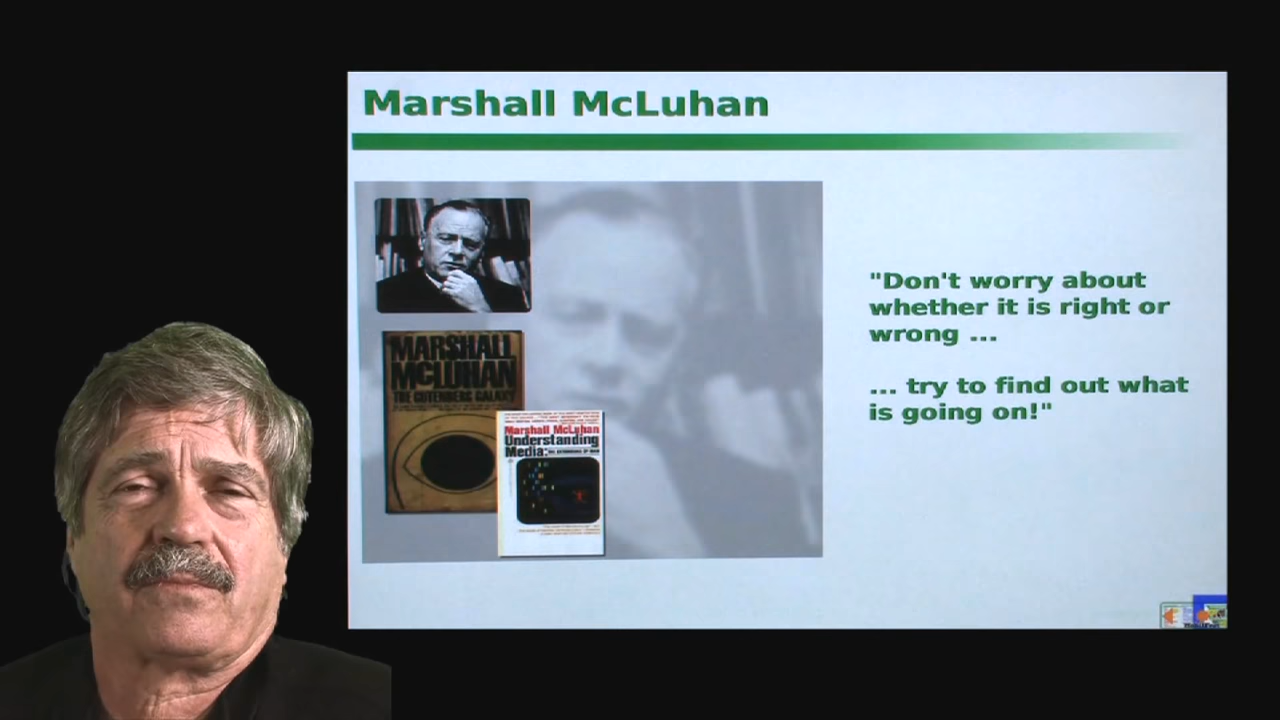 Marshall McLuhan
"Don't worry about
whether it is right or
wrong ...
... try to find out what
is going on!"
MARSHALL
MCLUHAN
THE GUTENBERG GALAXY
Marshall McLuhan
Understanding
Media: